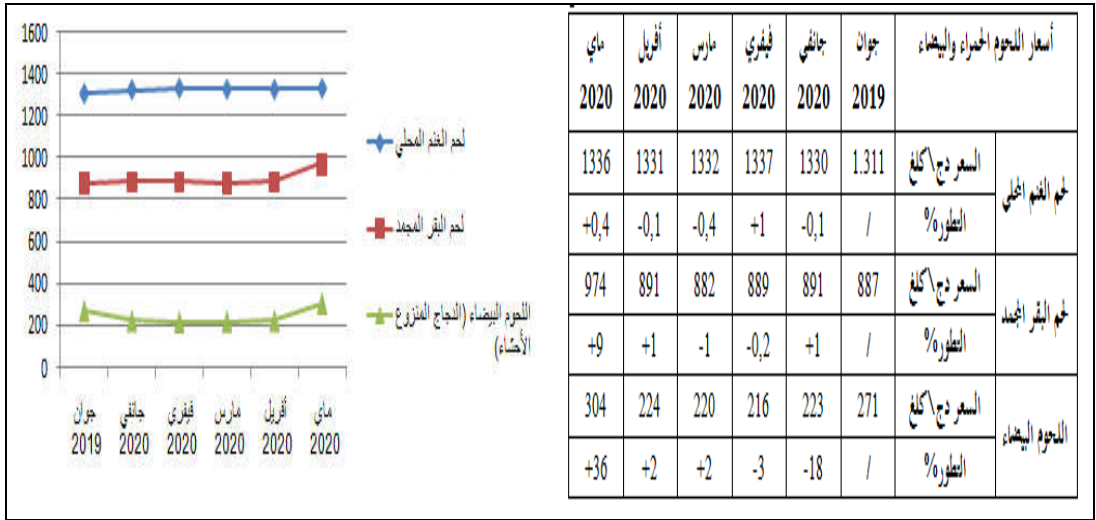 1600
1400
1200
1000
800
600
400
200
0
جوان 2019
جانفي 2020
فيفري 2020
مارس 2020
أفريل 2020
ماي 2020
لحم الغنم المحلي
لحم البقر المجمد
اللحوم البيضاء (الدجاج المنزوع
الأحشاء)
أسعار اللحوم الحمراء والبيضاء جوان 2019 جانفي 2020 فيفري 2020 مارس 2020 أفريل 2020 ماي 2020
لحم الغنم المحلي السعر دج\كلغ 1.311 1330 1337 1332 1331 1336
التطور% / -0,1 +1 -0,4 -0,1 +0,4
لحم البقر المجمد السعر دج\كلغ 887 891 889 882 891 974
التطور% / +1 -0,2 -1 +1 +9
اللحوم البيضاء السعر دج\كلغ 271 223 216 220 224 304
التطور% / -18 -3 +2 +2 +36